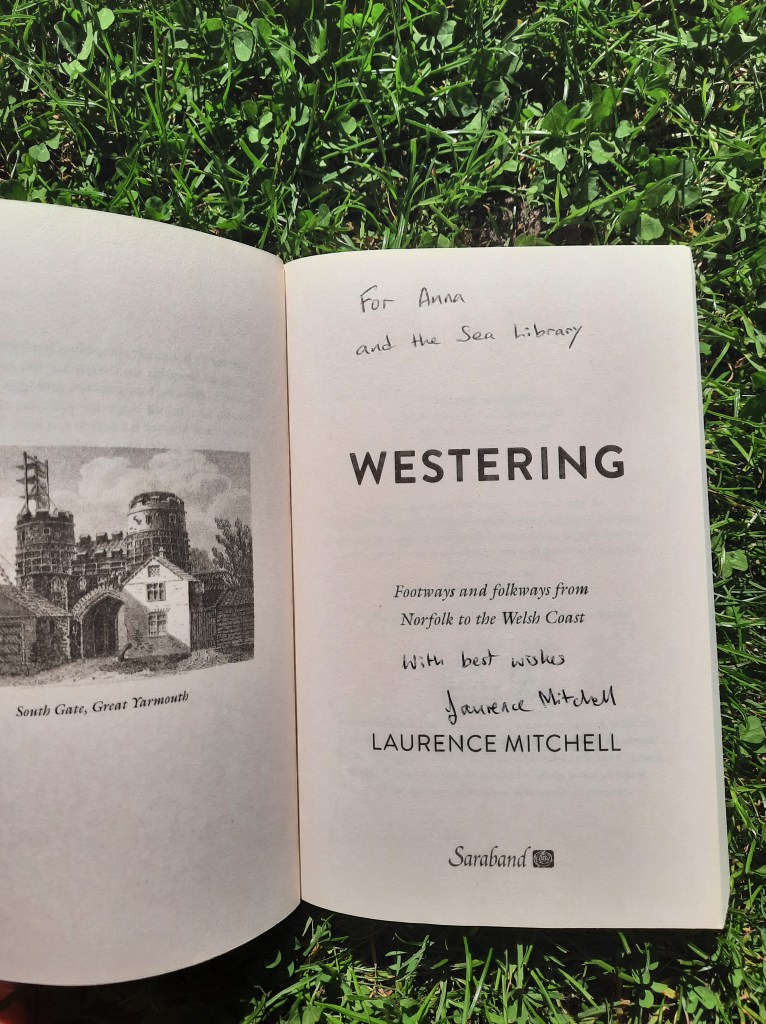 South Gate, Great Yarmouth
For Anna
and the Sea Library
WESTERING
Footways and folkways from
Norfolk to the Welsh Coast
With best wishes
Laurence Mitchell
LAURENCE MITCHELL
Saraband